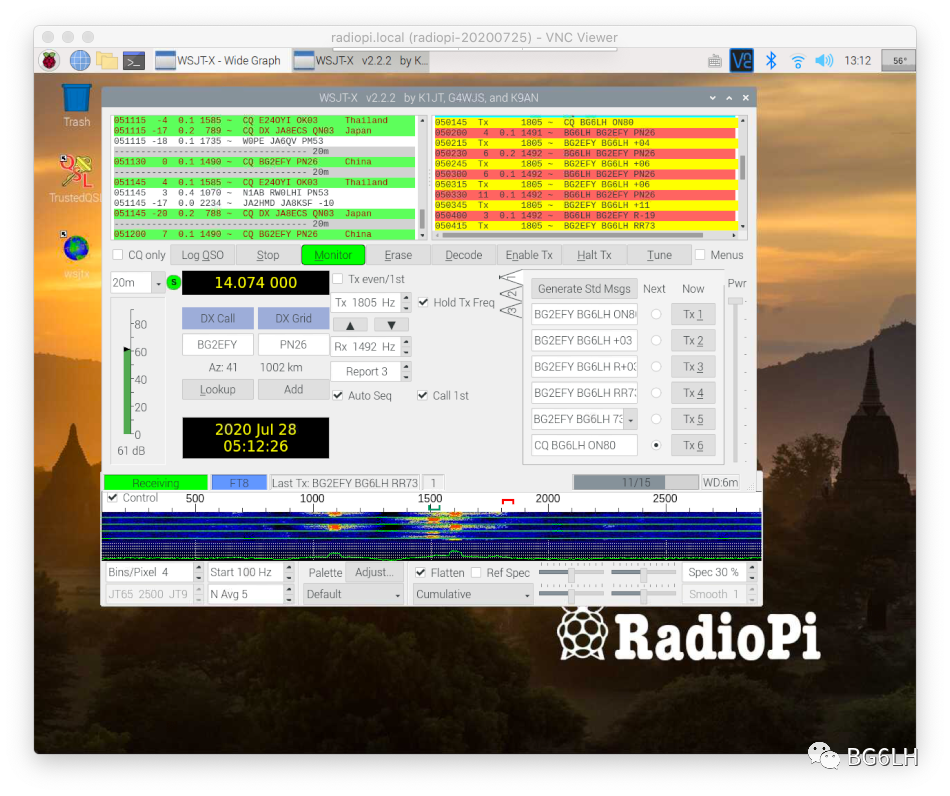 radiopi.local (radiopi-20200725) - VNC Viewer
WSJT-X - Wide Graph
WSJT-X v2.2.2 by K...
13:12
56°
Trash
TrustedQSL
wsjtx
WSJT-X v2.2.2 by K1JT, G4WJS, and K9AN
051115 -4 0.1 1585 ~ CQ E24OYI OK03 Thailand
051115 -17 0.2 789 ~ CQ DX JA8ECS QN03 Japan
051115 -18 0.1 1735 ~ W0PE JA6QV PM53
------------------------------------ 20m
051130 0 0.1 1490 ~ CQ BG2EFY PN26 China
------------------------------------ 20m
051145 4 0.1 1585 ~ CQ E24OYI OK03 Thailand
051145 3 0.4 1070 ~ N1AB RW0LHI PN53
051145 -17 0.0 2234 ~ JA2HMD JA8KSF -10
051145 -20 0.2 788 ~ CQ DX JA8ECS QN03 Japan
------------------------------------ 20m
051200 7 0.1 1490 ~ CQ BG2EFY PN26 China
050145 Tx 1805 ~ CQ BG6LH ON80
050200 4 0.1 1491 ~ BG6LH BG2EFY PN26
050215 Tx 1805 ~ BG2EFY BG6LH +04
050230 6 0.2 1492 ~ BG6LH BG2EFY PN26
050245 Tx 1805 ~ BG2EFY BG6LH +06
050300 6 0.1 1492 ~ BG6LH BG2EFY PN26
050315 Tx 1805 ~ BG2EFY BG6LH +06
050330 11 0.1 1492 ~ BG6LH BG2EFY PN26
050345 Tx 1805 ~ BG2EFY BG6LH +11
050400 3 0.1 1492 ~ BG6LH BG2EFY R-19
050415 Tx 1805 ~ BG2EFY BG6LH RR73
CQ only Log QSO Stop Monitor Erase Decode Enable Tx Halt Tx Tune Menus
20m S 14.074 000
DX Call DX Grid
BG2EFY PN26
Az: 41 1002 km
Lookup Add
2020 Jul 28
05:12:26
80
60
40
20
0
61 dB
Tx even/1st
Tx 1805 Hz Hold Tx Freq
▲ ▼
Rx 1492 Hz
Report 3
Auto Seq Call 1st
1
2
3
Generate Std Msgs Next Now Pwr
BG2EFY BG6LH ON80 Tx 1
BG2EFY BG6LH +03 Tx 2
BG2EFY BG6LH R+03 Tx 3
BG2EFY BG6LH RR73 Tx 4
BG2EFY BG6LH 73 Tx 5
CQ BG6LH ON80 Tx 6
Receiving FT8 Last Tx: BG2EFY BG6LH RR73 1 11/15 WD:6m
Control 500 1000 1500 2000 2500
Bins/Pixel 4 Start 100 Hz Palette Adjust... Flatten Ref Spec Spec 30 %
JT65 2500 JT9 N Avg 5 Default Cumulative Smooth 1
RadioPi
BG6LH